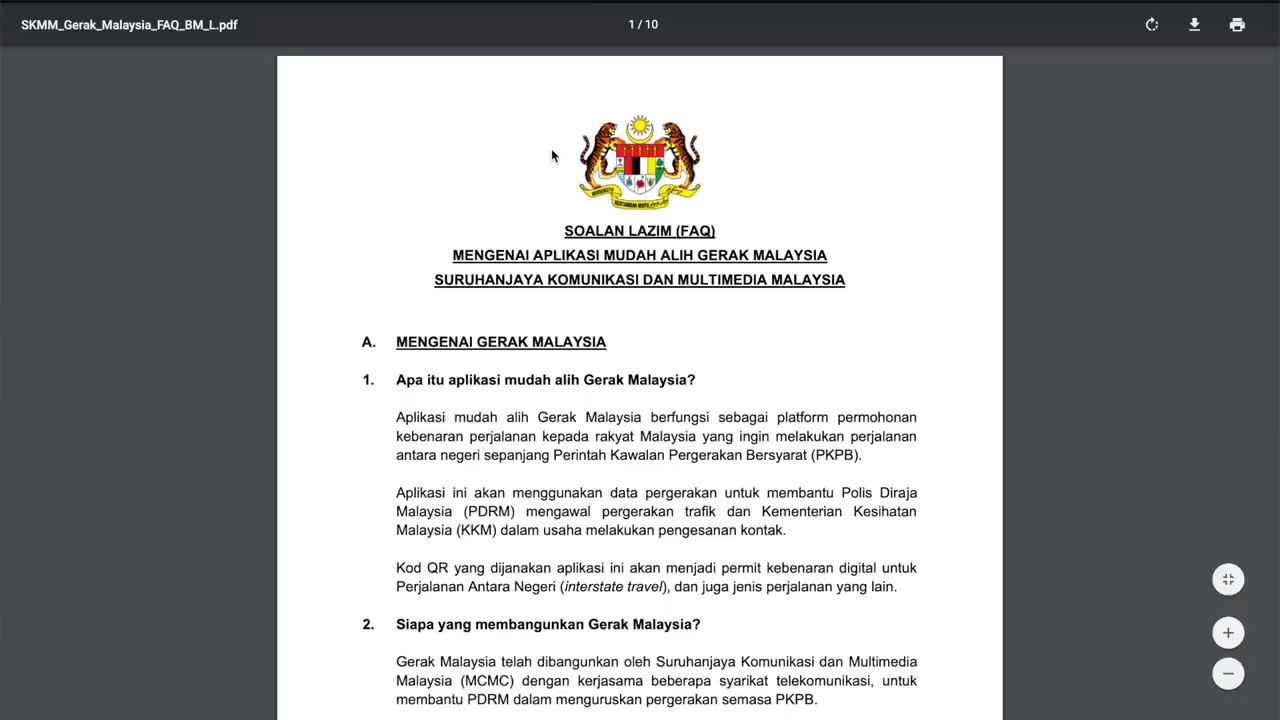 SKMM_Gerak_Malaysia_FAQ_BM_L.pdf
1 / 10
SOALAN LAZIM (FAQ)
MENGENAI APLIKASI MUDAH ALIH GERAK MALAYSIA
SURUHANJAYA KOMUNIKASI DAN MULTIMEDIA MALAYSIA
A. MENGENAI GERAK MALAYSIA
1. Apa itu aplikasi mudah alih Gerak Malaysia?
Aplikasi mudah alih Gerak Malaysia berfungsi sebagai platform permohonan
kebenaran perjalanan kepada rakyat Malaysia yang ingin melakukan perjalanan
antara negeri sepanjang Perintah Kawalan Pergerakan Bersyarat (PKPB).
Aplikasi ini akan menggunakan data pergerakan untuk membantu Polis Diraja
Malaysia (PDRM) mengawal pergerakan trafik dan Kementerian Kesihatan
Malaysia (KKM) dalam usaha melakukan pengesanan kontak.
Kod QR yang dijanakan aplikasi ini akan menjadi permit kebenaran digital untuk
Perjalanan Antara Negeri (interstate travel), dan juga jenis perjalanan yang lain.
2. Siapa yang membangunkan Gerak Malaysia?
Gerak Malaysia telah dibangunkan oleh Suruhanjaya Komunikasi dan Multimedia
Malaysia (MCMC) dengan kerjasama beberapa syarikat telekomunikasi, untuk
membantu PDRM dalam menguruskan pergerakan semasa PKPB.